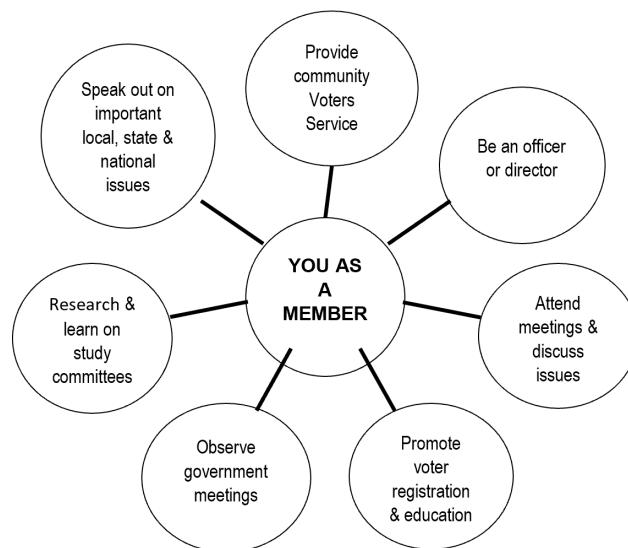 Provide
community
Voters
Service
Speak out on
important
local, state &
national
issues
Be an officer
or director
YOU AS
A
MEMBER
Research &
learn on
study
committees
Attend
meetings &
discuss
issues
Observe
government
meetings
Promote
voter
registration
& education